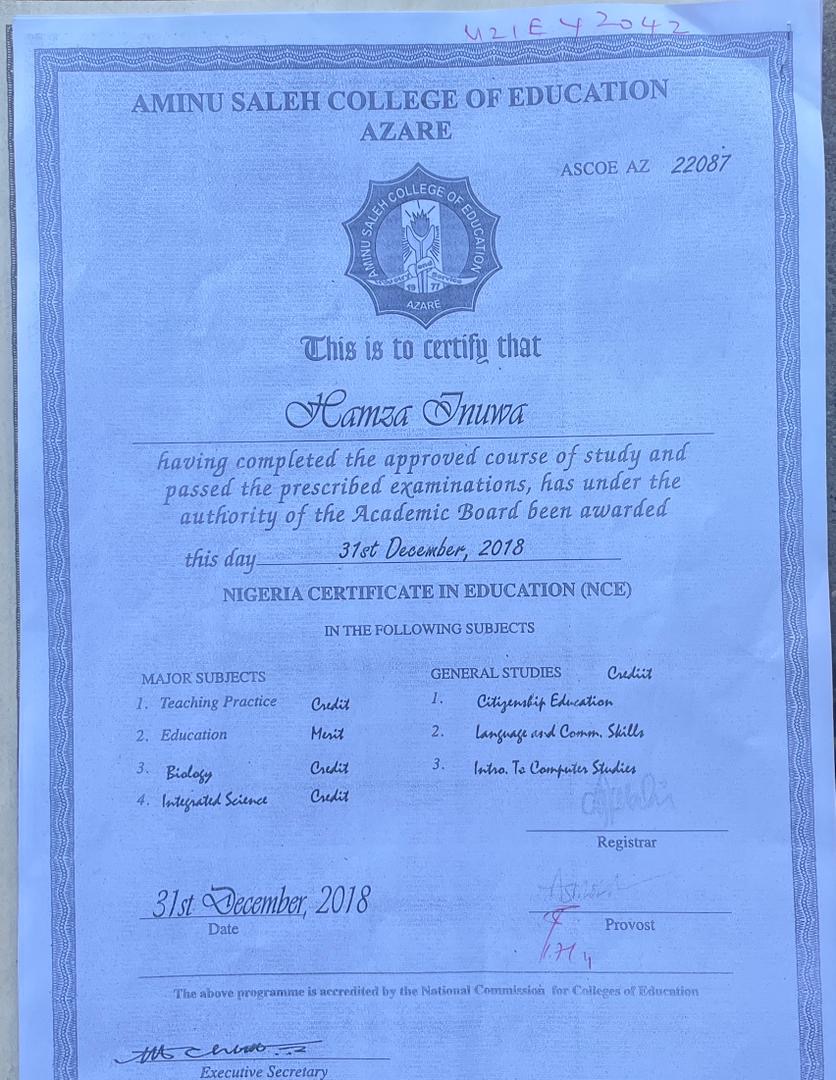 U21EY2042
AMINU SALEH COLLEGE OF EDUCATION
AZARE
ASCOE AZ 22087
AMINU SALEH COLLEGE OF EDUCATION
and Service
1977
AZARE
This is to certify that
Hamza Inuwa
having completed the approved course of study and
passed the prescribed examinations, has under the
authority of the Academic Board been awarded
this day 31st December, 2018
NIGERIA CERTIFICATE IN EDUCATION (NCE)
IN THE FOLLOWING SUBJECTS
MAJOR SUBJECTS
1. Teaching Practice Credit
2. Education Merit
3. Biology Credit
4. Integrated Science Credit
GENERAL STUDIES Crediit
1. Citizenship Education
2. Language and Comm. Skills
3. Intro. To Computer Studies
Registrar
31st December, 2018
Date
Provost
The above programme is accredited by the National Commission for Colleges of Education
Executive Secretary